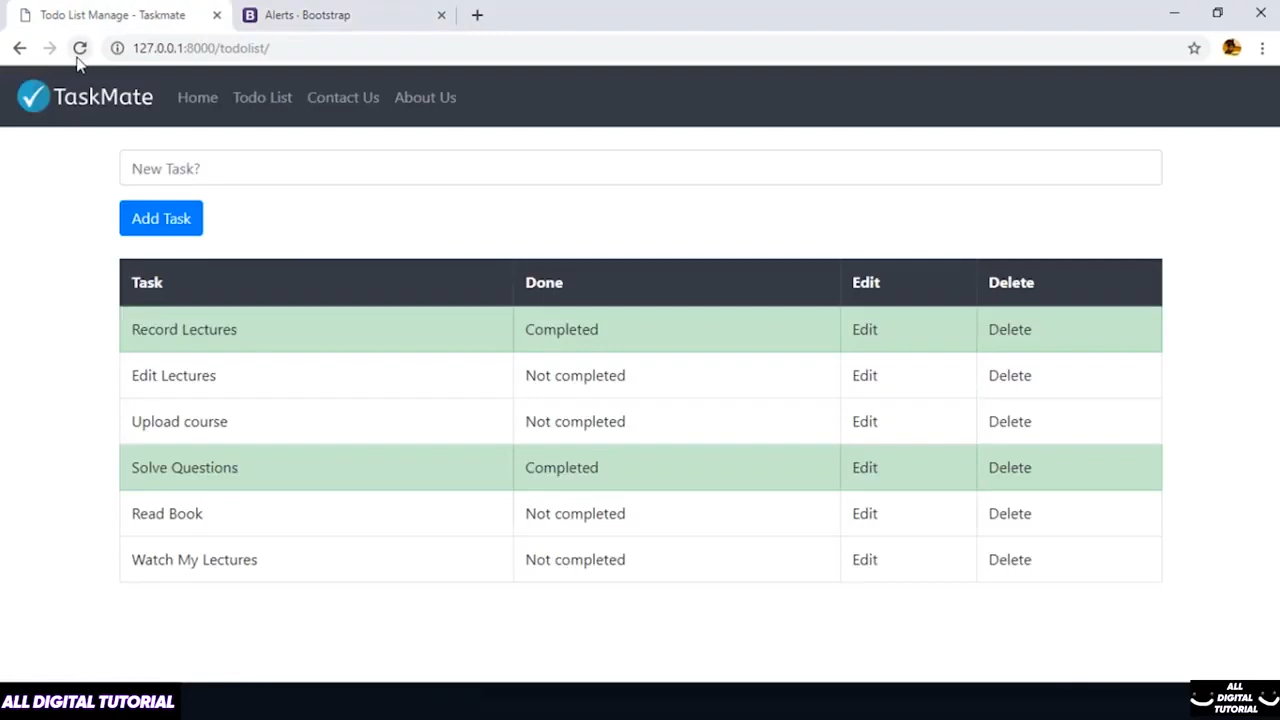 Todo List Manage - Taskmate
Alerts · Bootstrap
127.0.0.1:8000/todolist/
TaskMate Home Todo List Contact Us About Us
New Task?
Add Task
Task Done Edit Delete
Record Lectures Completed Edit Delete
Edit Lectures Not completed Edit Delete
Upload course Not completed Edit Delete
Solve Questions Completed Edit Delete
Read Book Not completed Edit Delete
Watch My Lectures Not completed Edit Delete
ALL DIGITAL TUTORIAL
ALL
DIGITAL
TUTORIAL